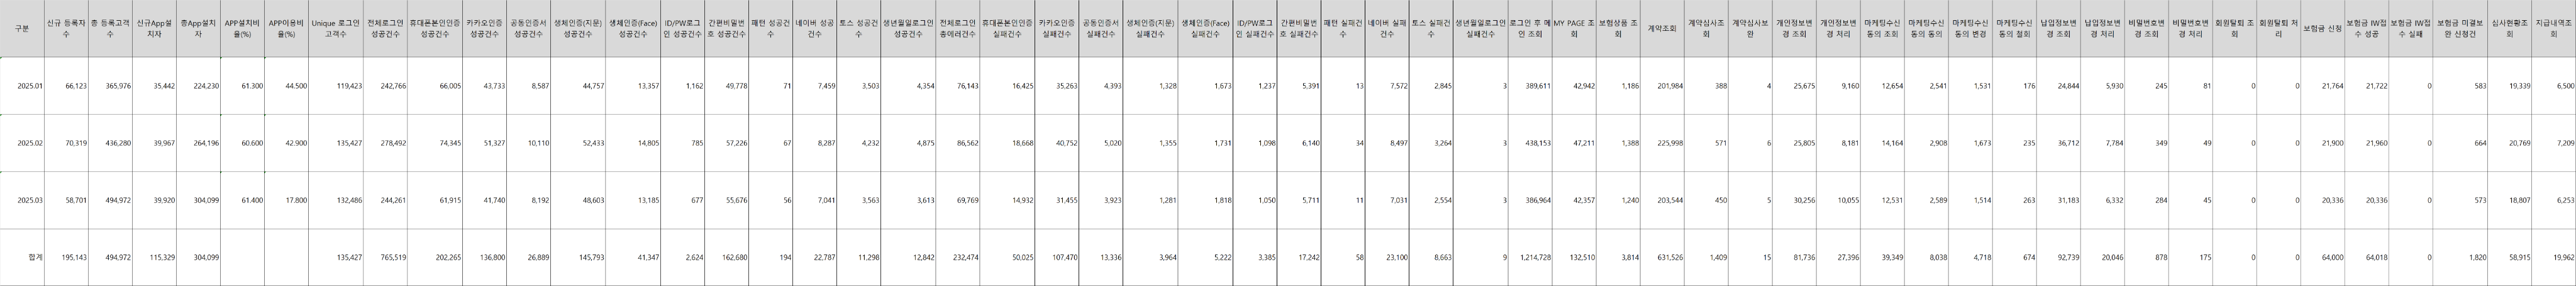 구분 신규 등록자수 총 등록고객수 신규App설치자 총App설치자 APP설치비율(%) APP이용비율(%) Unique 로그인 고객수 전체로그인 성공건수 휴대폰본인인증 성공건수 카카오인증 성공건수 공동인증서 성공건수 생체인증(지문) 성공건수 생체인증(Face) 성공건수 ID/PW로그인 성공건수 간편비밀번호 성공건수 패턴 성공건수 네이버 성공건수 토스 성공건수 생년월일로그인 성공건수 전체로그인 총에러건수 휴대폰본인인증 실패건수 카카오인증 실패건수 공동인증서 실패건수 생체인증(지문) 실패건수 생체인증(Face) 실패건수 ID/PW로그인 실패건수 간편비밀번호 실패건수 패턴 실패건수 네이버 실패건수 토스 실패건수 생년월일로그인 실패건수 로그인 후 메인 조회 MY PAGE 조회 보험상품 조회 계약조회 계약심사조회 계약심사보완 개인정보변경 조회 개인정보변경 처리 마케팅수신동의 조회 마케팅수신동의 동의 마케팅수신동의 변경 마케팅수신동의 철회 납입정보변경 조회 납입정보변경 처리 비밀번호변경 조회 비밀번호변경 처리 회원탈퇴 조회 회원탈퇴 처리 보험금 신청 보험금 IW접수 성공 보험금 IW접수 실패 보험금 미결보완 신청건 심사현황조회 지급내역조회
2025.01 66,123 365,976 35,442 224,230 61.300 44.500 119,423 242,766 66,005 43,733 8,587 44,757 13,357 1,162 49,778 71 7,459 3,503 4,354 76,143 16,425 35,263 4,393 1,328 1,673 1,237 5,391 13 7,572 2,845 3 389,611 42,942 1,186 201,984 388 4 25,675 9,160 12,654 2,541 1,531 176 24,844 5,930 245 81 0 0 21,764 21,722 0 583 19,339 6,500
2025.02 70,319 436,280 39,967 264,196 60.600 42.900 135,427 278,492 74,345 51,327 10,110 52,433 14,805 785 57,226 67 8,287 4,232 4,875 86,562 18,668 40,752 5,020 1,355 1,731 1,098 6,140 34 8,497 3,264 3 438,153 47,211 1,388 225,998 571 6 25,805 8,181 14,164 2,908 1,673 235 36,712 7,784 349 49 0 0 21,900 21,960 0 664 20,769 7,209
2025.03 58,701 494,972 39,920 304,099 61.400 17.800 132,486 244,261 61,915 41,740 8,192 48,603 13,185 677 55,676 56 7,041 3,563 3,613 69,769 14,932 31,455 3,923 1,281 1,818 1,050 5,711 11 7,031 2,554 3 386,964 42,357 1,240 203,544 450 5 30,256 10,055 12,531 2,589 1,514 263 31,183 6,332 284 45 0 0 20,336 20,336 0 573 18,807 6,253
합계 195,143 494,972 115,329 304,099 135,427 765,519 202,265 136,800 26,889 145,793 41,347 2,624 162,680 194 22,787 11,298 12,842 232,474 50,025 107,470 13,336 3,964 5,222 3,385 17,242 58 23,100 8,663 9 1,214,728 132,510 3,814 631,526 1,409 15 81,736 27,396 39,349 8,038 4,718 674 92,739 20,046 878 175 0 0 64,000 64,018 0 1,820 58,915 19,962